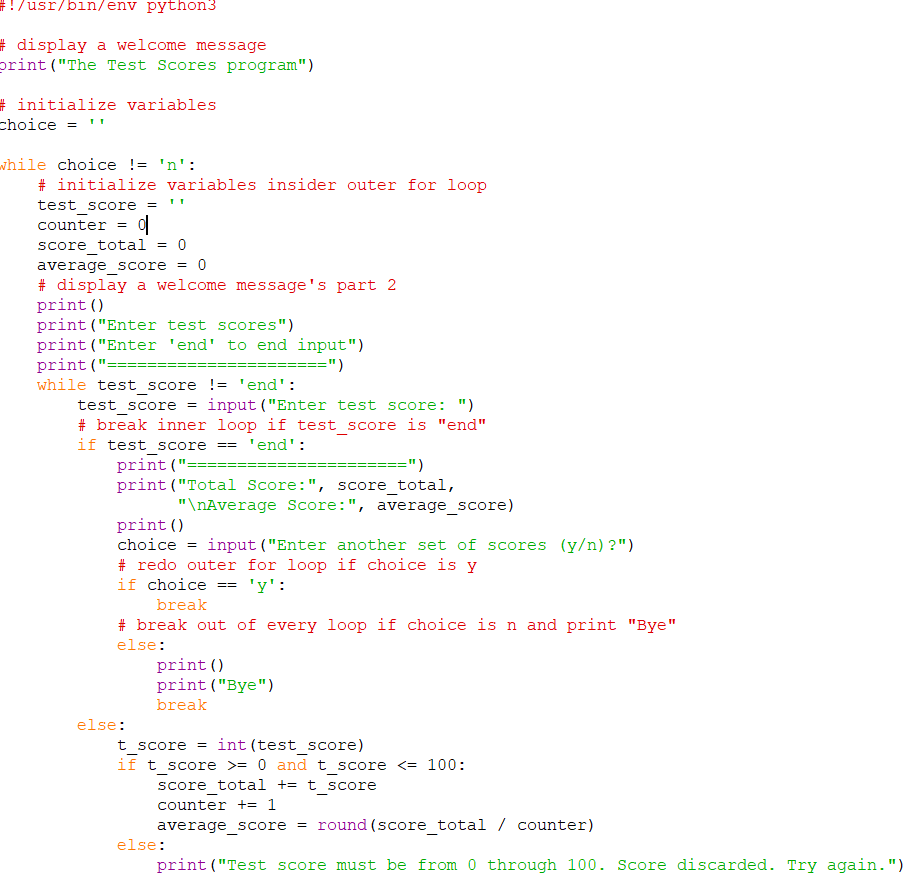 #!/usr/bin/env python3

# display a welcome message
print("The Test Scores program")

# initialize variables
choice = ''

while choice != 'n':
    # initialize variables insider outer for loop
    test_score = ''
    counter = 0
    score_total = 0
    average_score = 0
    # display a welcome message's part 2
    print()
    print("Enter test scores")
    print("Enter 'end' to end input")
    print("======================")
    while test_score != 'end':
        test_score = input("Enter test score: ")
        # break inner loop if test_score is "end"
        if test_score == 'end':
            print("======================")
            print("Total Score:", score_total,
                  "\nAverage Score:", average_score)
            print()
            choice = input("Enter another set of scores (y/n)?")
            # redo outer for loop if choice is y
            if choice == 'y':
                break
            # break out of every loop if choice is n and print "Bye"
            else:
                print()
                print("Bye")
                break
        else:
            t_score = int(test_score)
            if t_score >= 0 and t_score <= 100:
                score_total += t_score
                counter += 1
                average_score = round(score_total / counter)
            else:
                print("Test score must be from 0 through 100. Score discarded. Try again.")